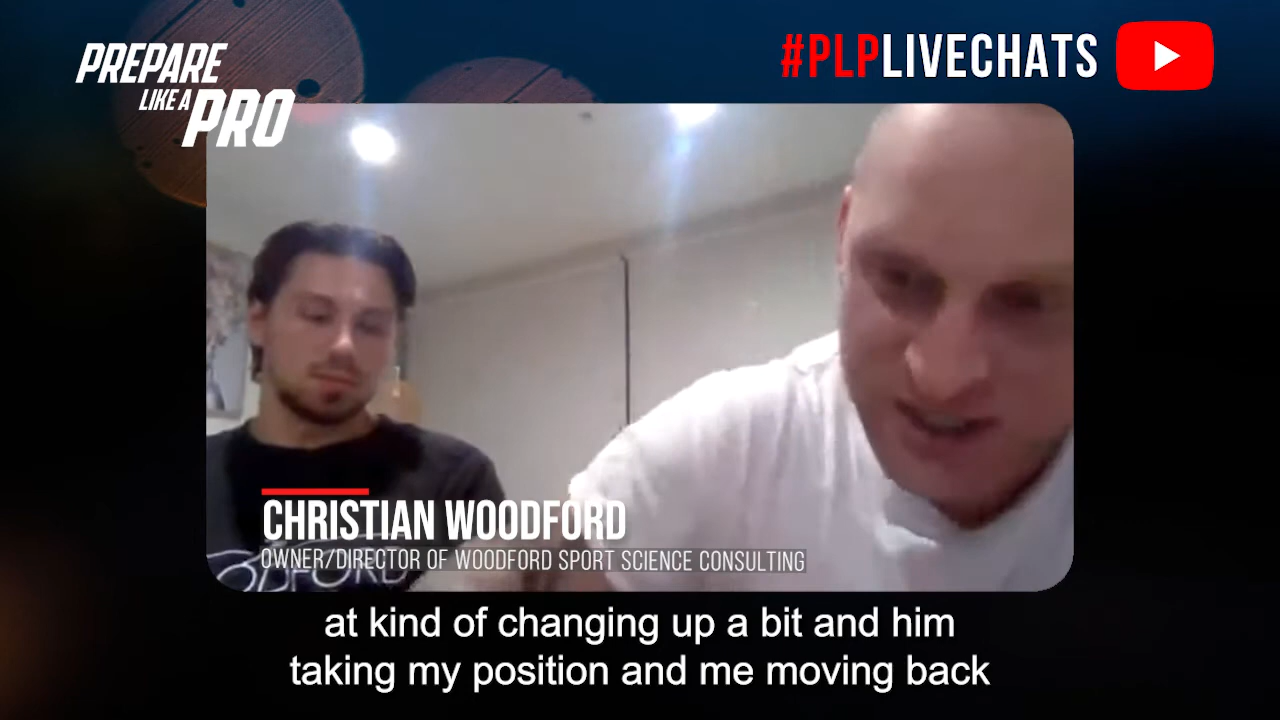 PREPARE
LIKE A
PRO
#PLPLIVECHATS
CHRISTIAN WOODFORD
OWNER/DIRECTOR OF WOODFORD SPORT SCIENCE CONSULTING
at kind of changing up a bit and him
taking my position and me moving back